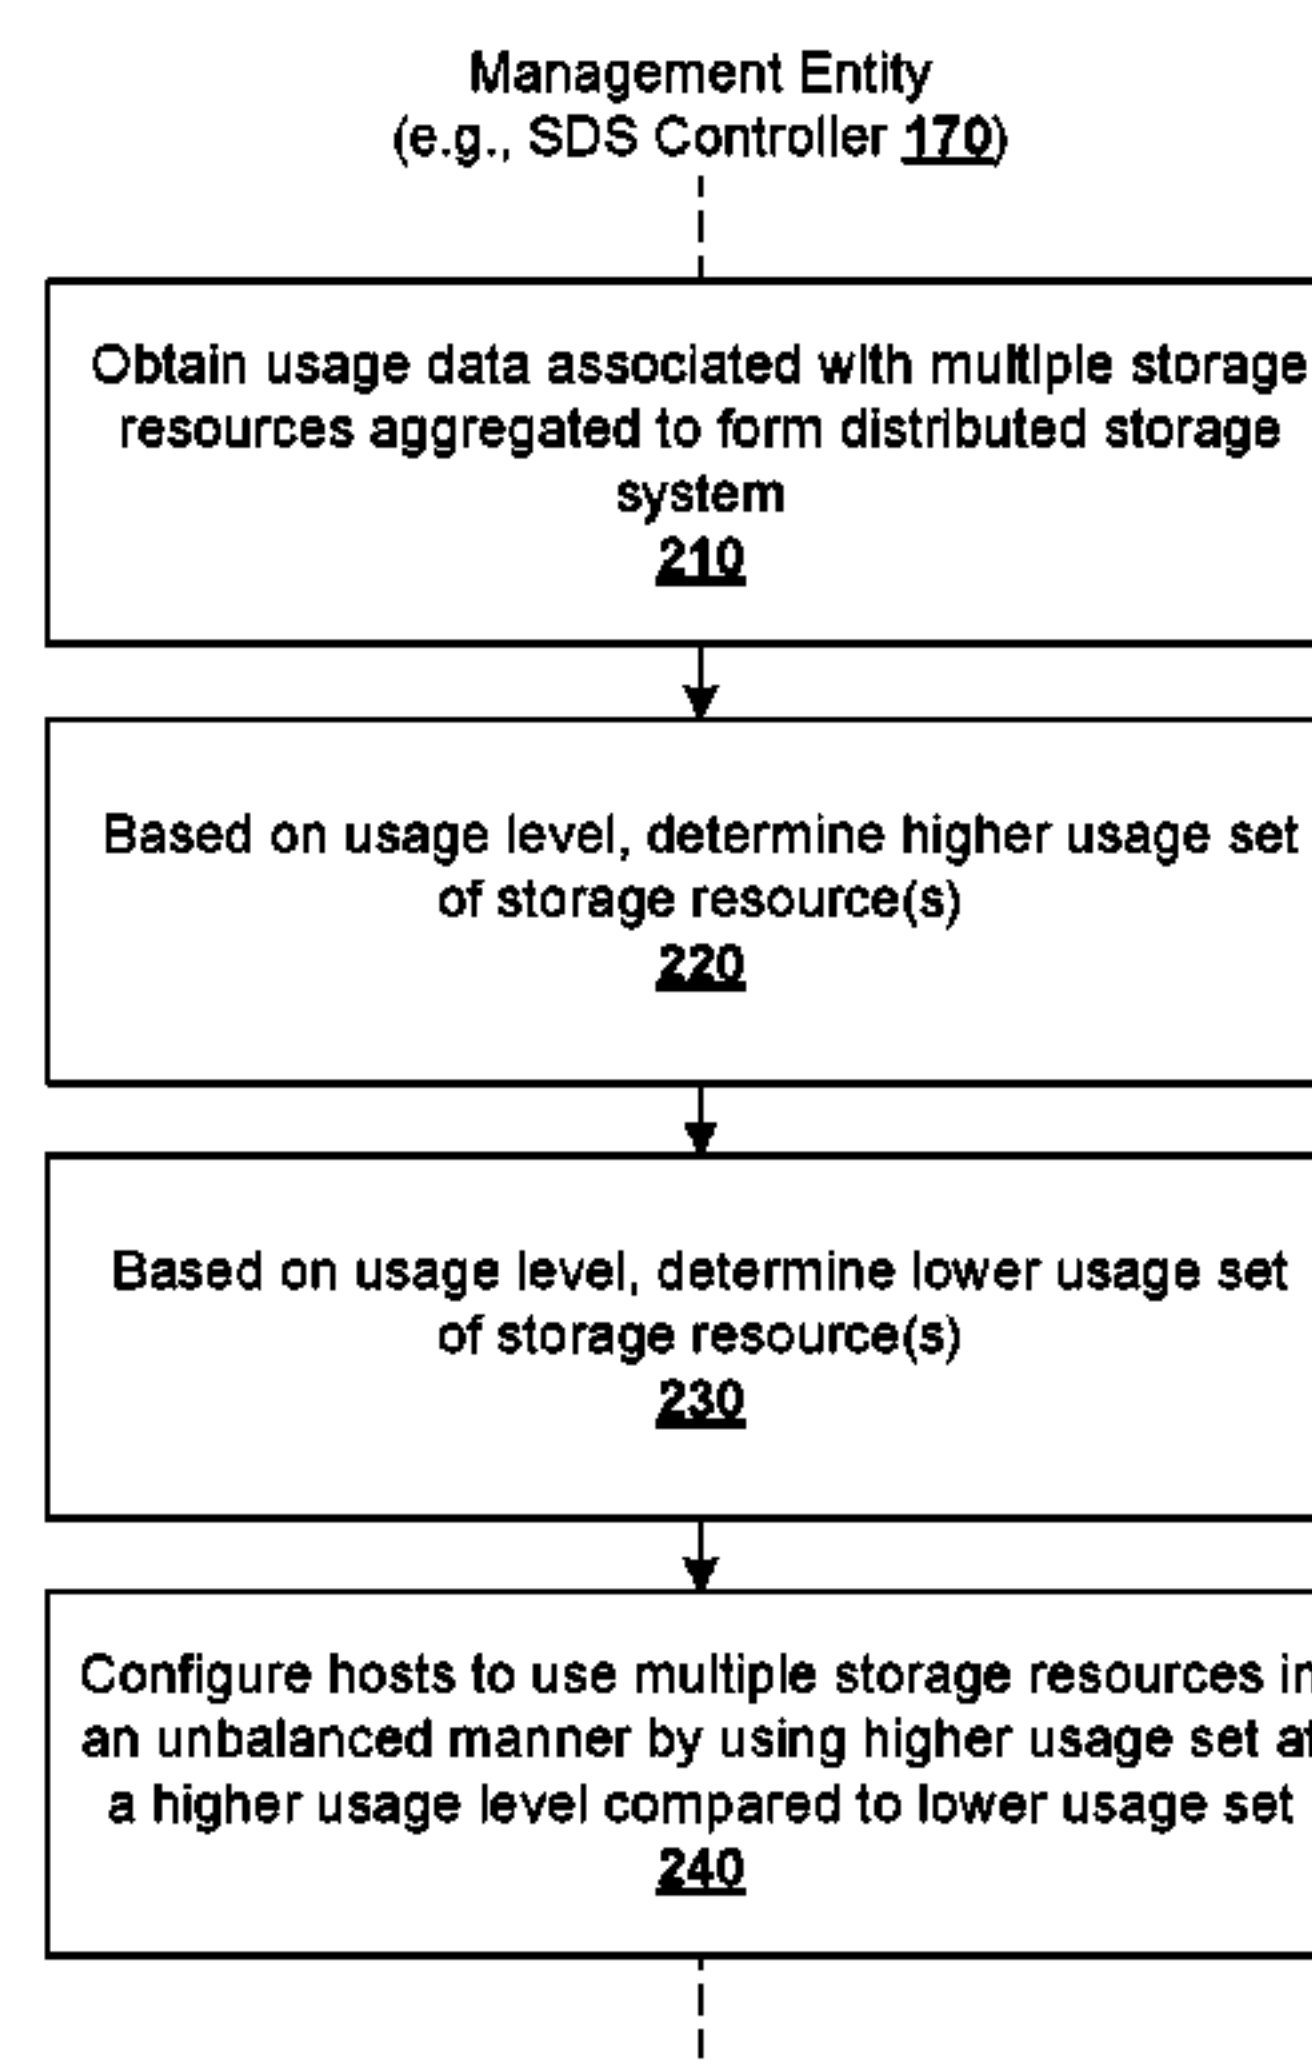 Management Entity
(e.g., SDS Controller 170)
Obtain usage data associated with multiple storage
resources aggregated to form distributed storage
system
210
Based on usage level, determine higher usage set
of storage resource(s)
220
Based on usage level, determine lower usage set
of storage resource(s)
230
Configure hosts to use multiple storage resources in
an unbalanced manner by using higher usage set at
a higher usage level compared to lower usage set
240